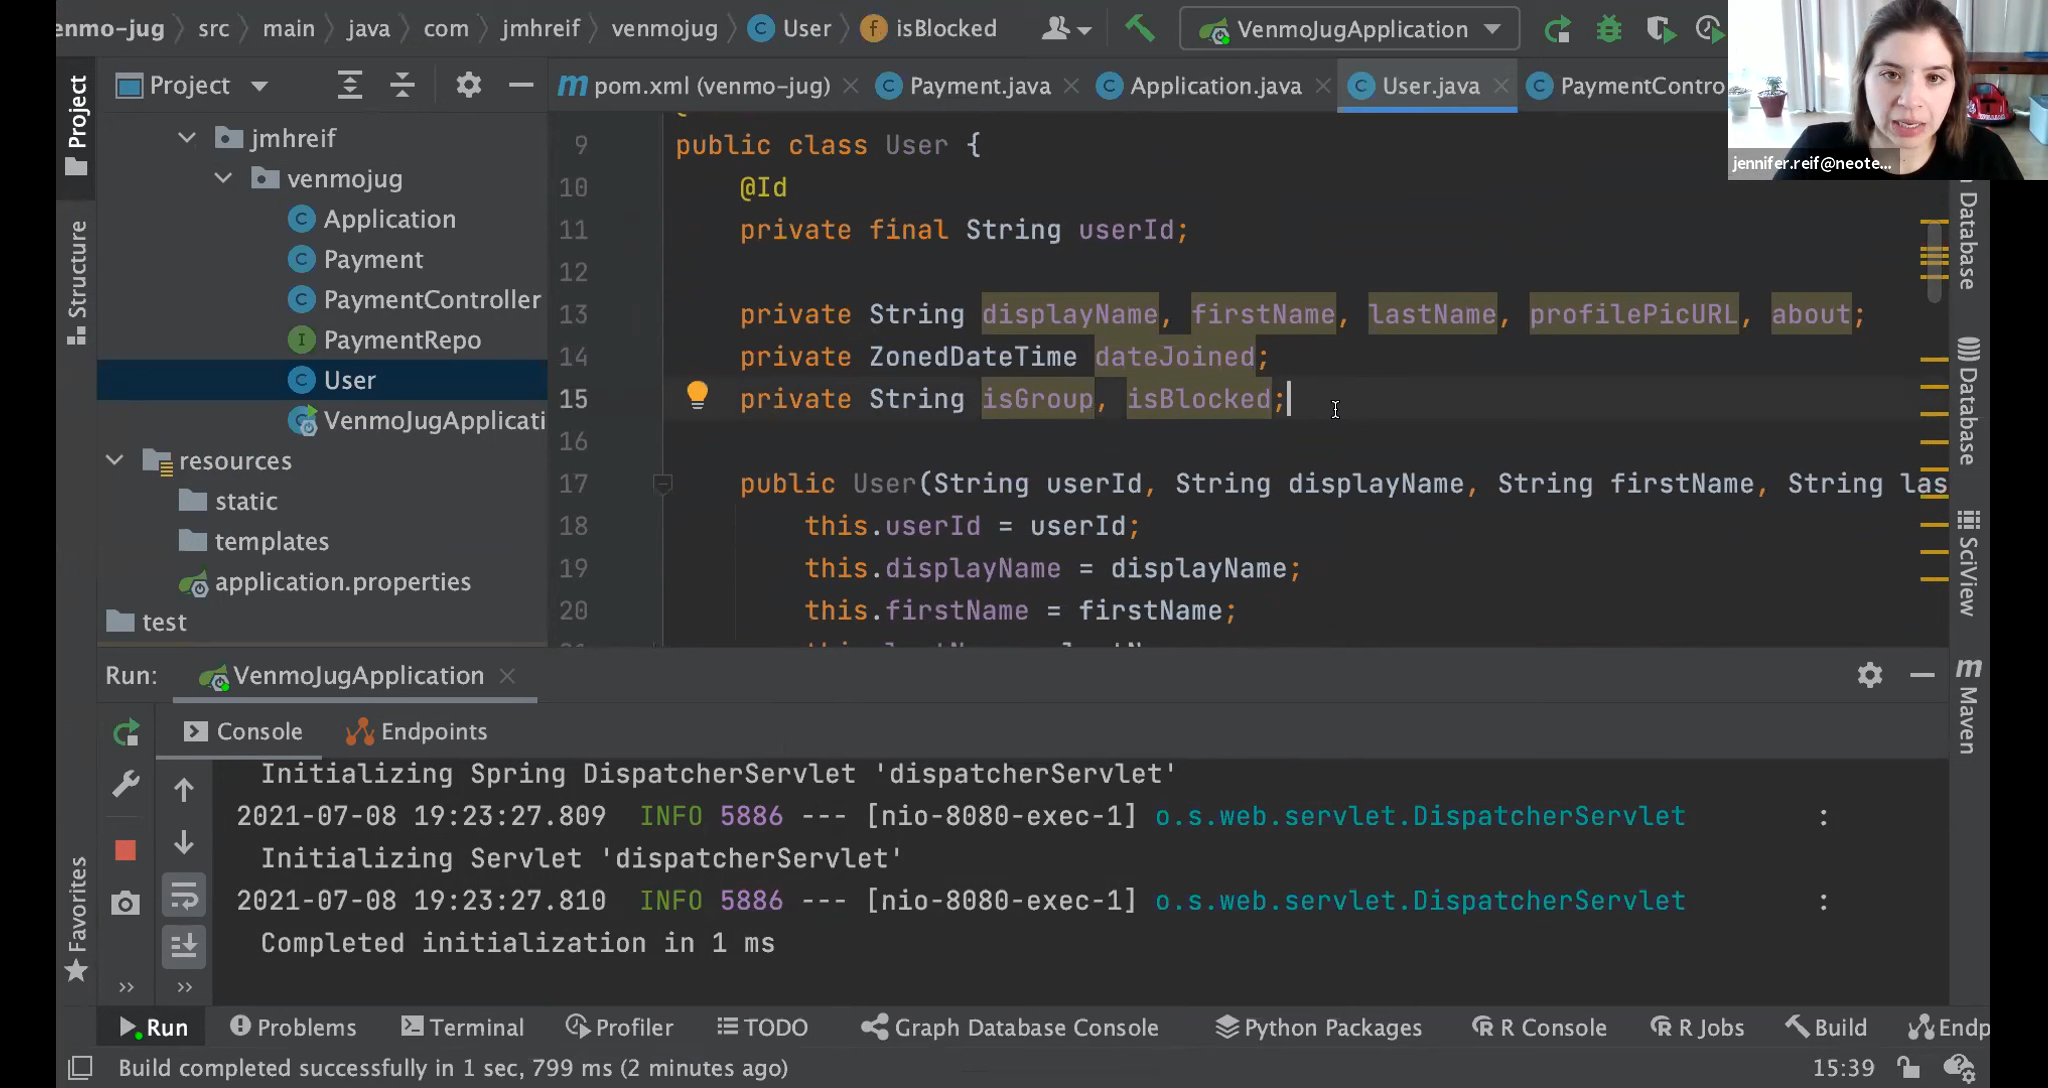 enmo-jug src main java com jmhreif venmojug User isBlocked VenmoJugApplication
Project
pom.xml (venmo-jug) Payment.java Application.java User.java PaymentContro
jennifer.reif@neote...
Project
Structure
Favorites
jmhreif
venmojug
Application
Payment
PaymentController
PaymentRepo
User
VenmoJugApplicati
resources
static
templates
application.properties
test
9 public class User {
10 @Id
11 private final String userId;
12
13 private String displayName, firstName, lastName, profilePicURL, about;
14 private ZonedDateTime dateJoined;
15 private String isGroup, isBlocked;
16
17 public User(String userId, String displayName, String firstName, String las
18 this.userId = userId;
19 this.displayName = displayName;
20 this.firstName = firstName;
Database
Database
SciView
Maven
Run: VenmoJugApplication
Console Endpoints
Initializing Spring DispatcherServlet 'dispatcherServlet'
2021-07-08 19:23:27.809 INFO 5886 --- [nio-8080-exec-1] o.s.web.servlet.DispatcherServlet :
Initializing Servlet 'dispatcherServlet'
2021-07-08 19:23:27.810 INFO 5886 --- [nio-8080-exec-1] o.s.web.servlet.DispatcherServlet :
Completed initialization in 1 ms
Run Problems Terminal Profiler TODO Graph Database Console Python Packages R Console R Jobs Build Endp
Build completed successfully in 1 sec, 799 ms (2 minutes ago) 15:39